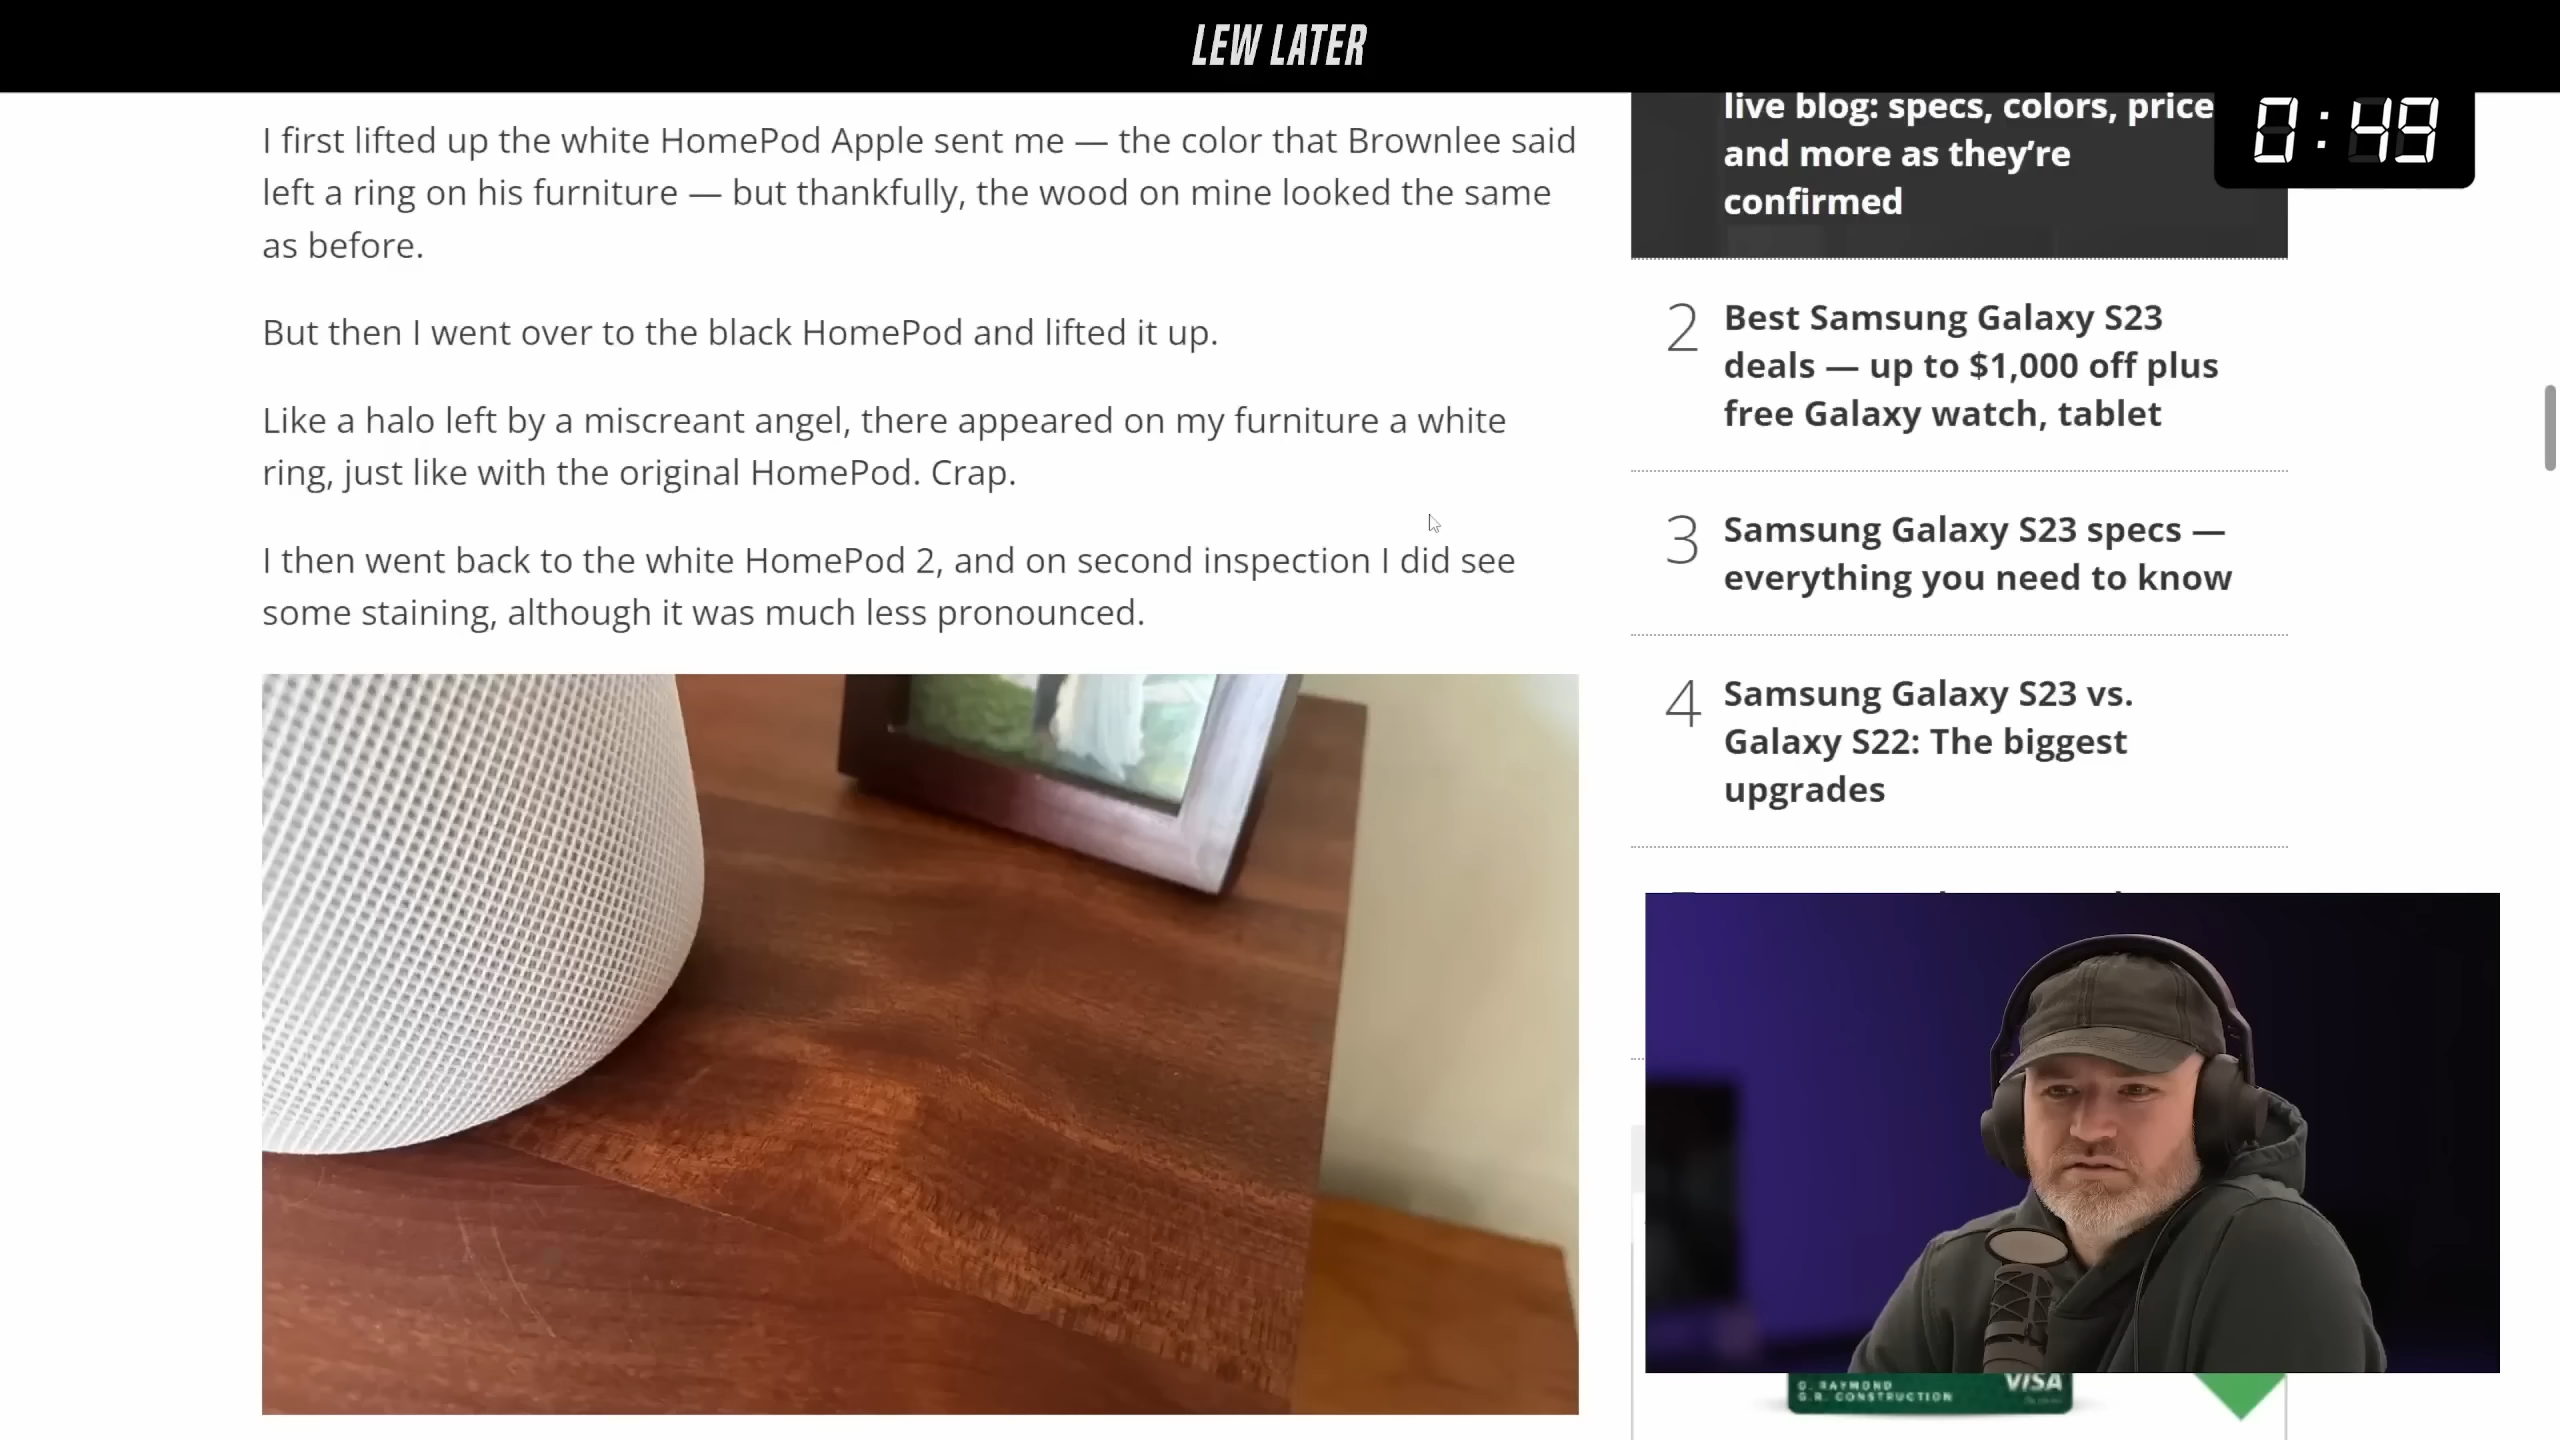 LEW LATER
0:49
I first lifted up the white HomePod Apple sent me — the color that Brownlee said
left a ring on his furniture — but thankfully, the wood on mine looked the same
as before.
But then I went over to the black HomePod and lifted it up.
Like a halo left by a miscreant angel, there appeared on my furniture a white
ring, just like with the original HomePod. Crap.
I then went back to the white HomePod 2, and on second inspection I did see
some staining, although it was much less pronounced.
live blog: specs, colors, price
and more as they’re
confirmed
2
Best Samsung Galaxy S23
deals — up to $1,000 off plus
free Galaxy watch, tablet
3
Samsung Galaxy S23 specs —
everything you need to know
4
Samsung Galaxy S23 vs.
Galaxy S22: The biggest
upgrades
G. RAYMOND
G.R. CONSTRUCTION
VISA